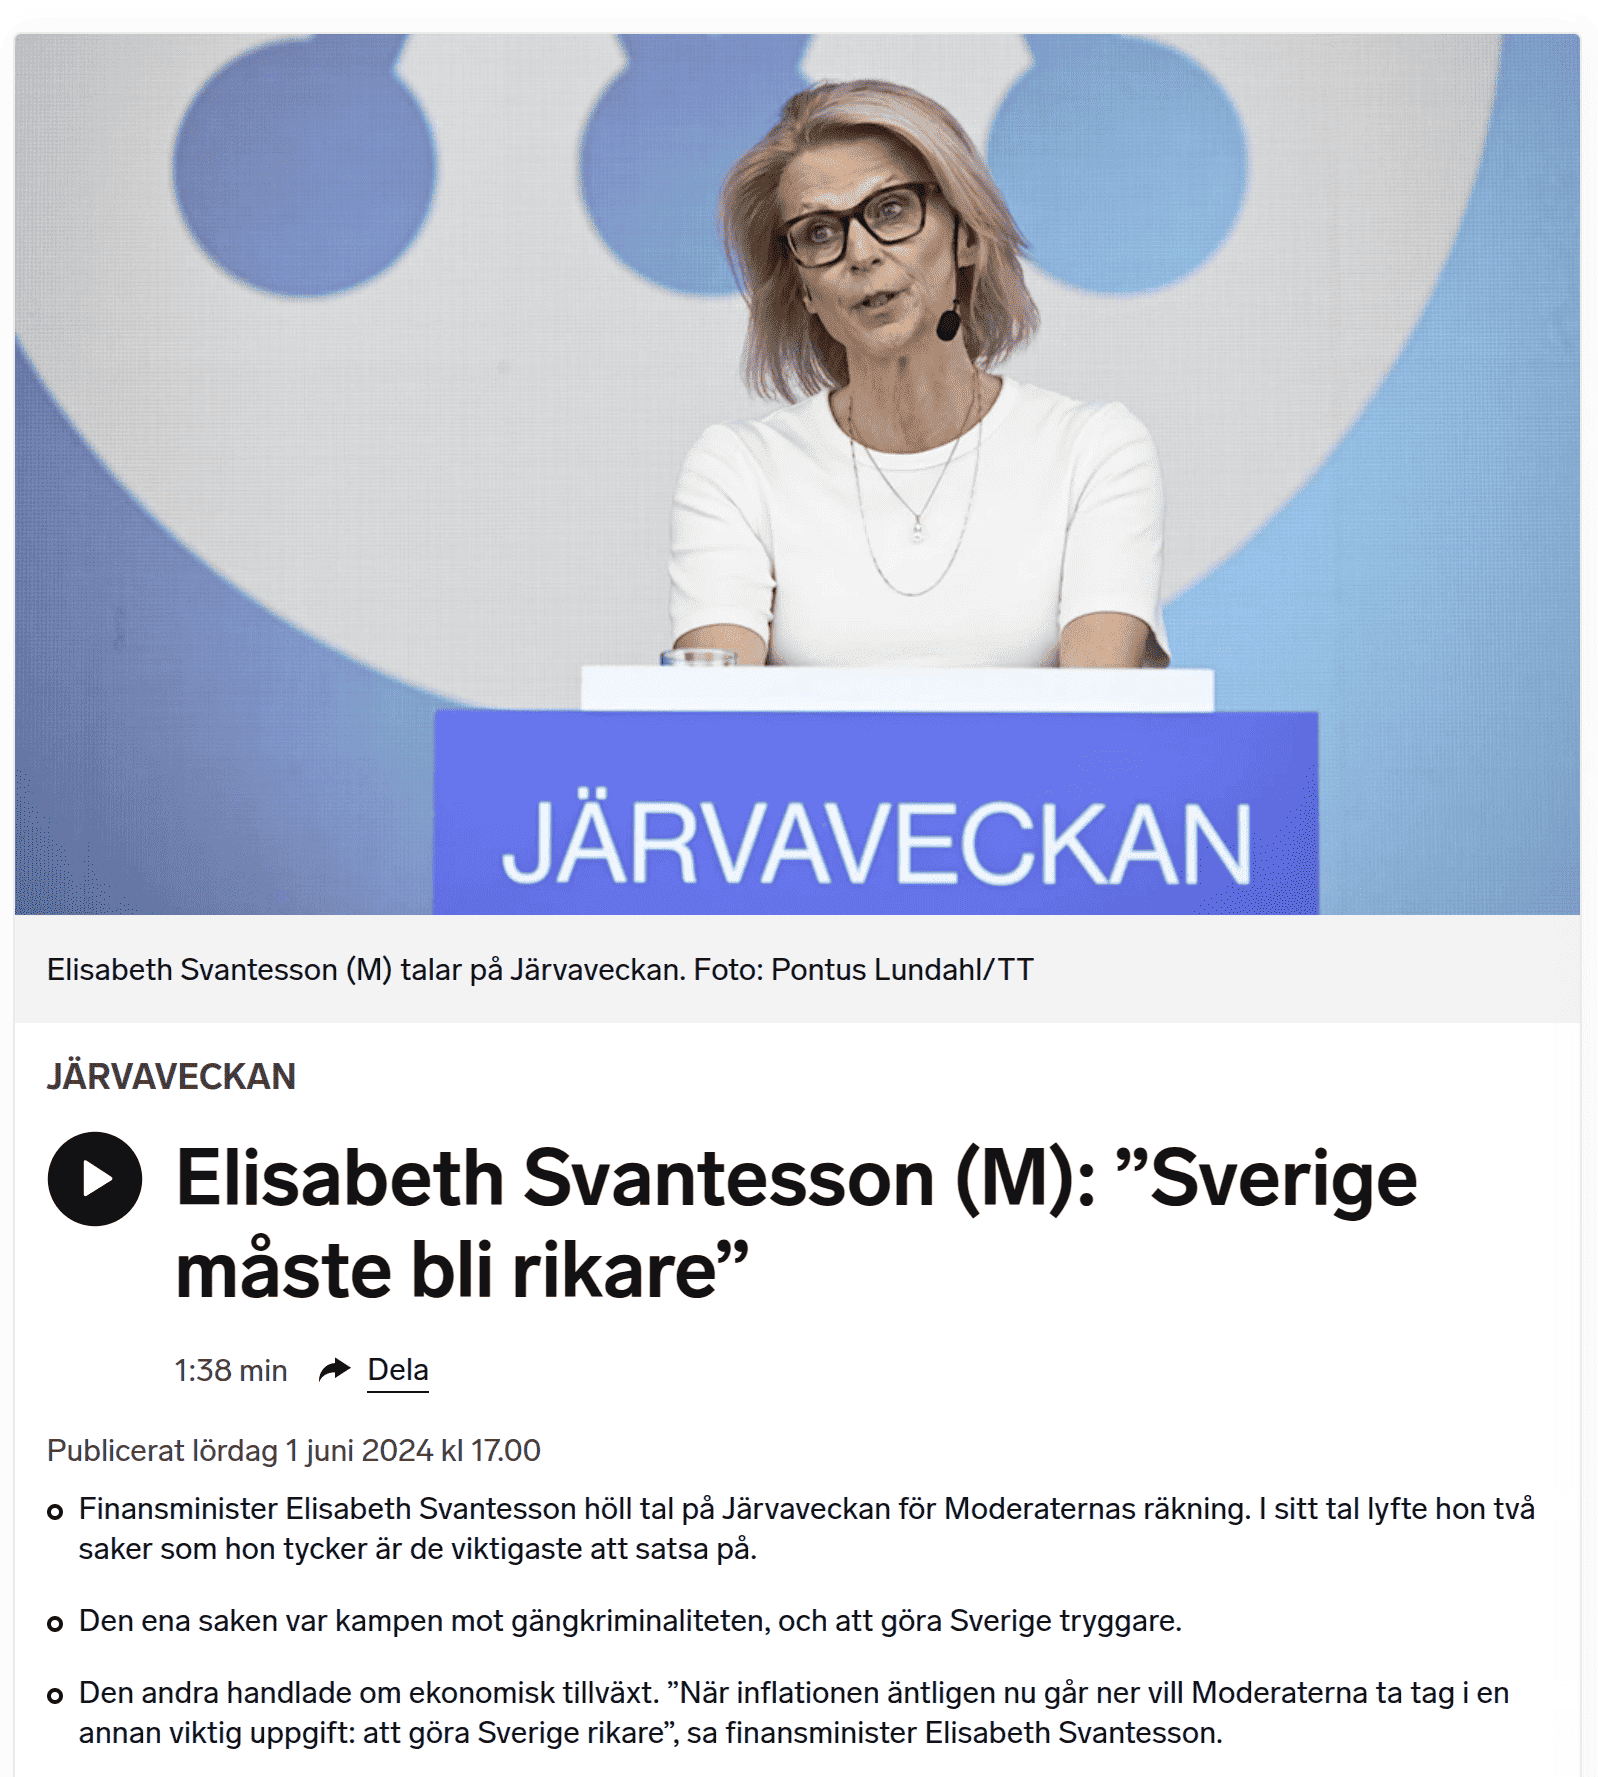 JÄRVAVECKAN
Elisabeth Svantesson (M) talar på Järvaveckan. Foto: Pontus Lundahl/TT
JÄRVAVECKAN
Elisabeth Svantesson (M): ”Sverige
måste bli rikare”
1:38 min Dela
Publicerat lördag 1 juni 2024 kl 17.00
Finansminister Elisabeth Svantesson höll tal på Järvaveckan för Moderaternas räkning. I sitt tal lyfte hon två
saker som hon tycker är de viktigaste att satsa på.
Den ena saken var kampen mot gängkriminaliteten, och att göra Sverige tryggare.
Den andra handlade om ekonomisk tillväxt. ”När inflationen äntligen nu går ner vill Moderaterna ta tag i en
annan viktig uppgift: att göra Sverige rikare”, sa finansminister Elisabeth Svantesson.